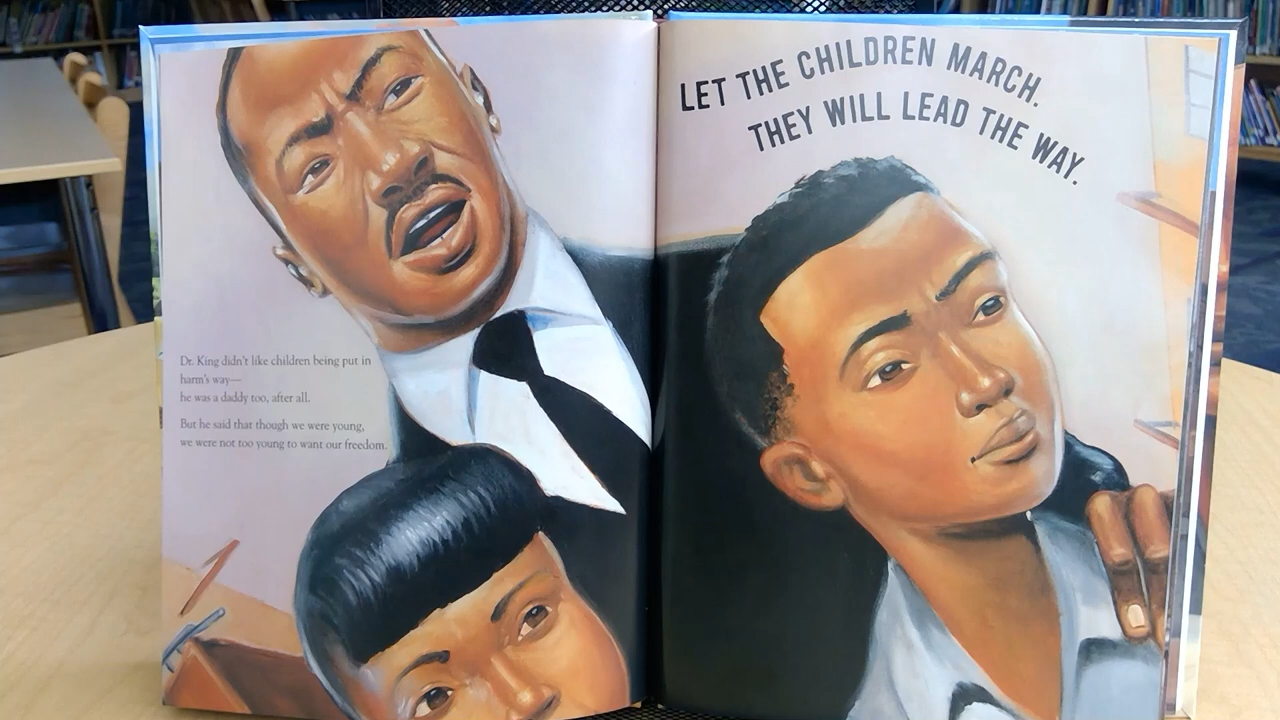 Dr. King didn't like children being put in
harm's way—
he was a daddy too, after all.
But he said that though we were young,
we were not too young to want our freedom.
LET THE CHILDREN MARCH.
THEY WILL LEAD THE WAY.